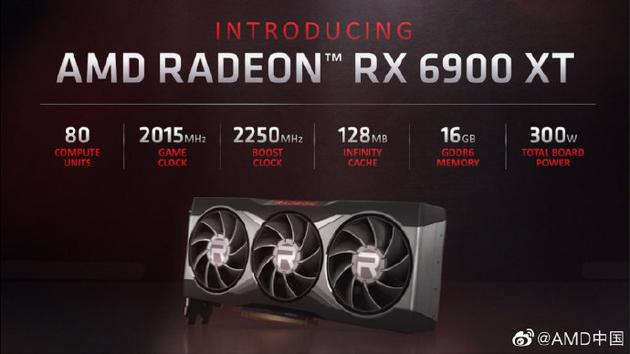 INTRODUCING
AMD RADEON™ RX 6900 XT
80 COMPUTE UNITS
2015MHz GAME CLOCK
2250MHz BOOST CLOCK
128MB INFINITY CACHE
16GB GDDR6 MEMORY
300W TOTAL BOARD POWER
RADEON
R
R
R
@AMD中国